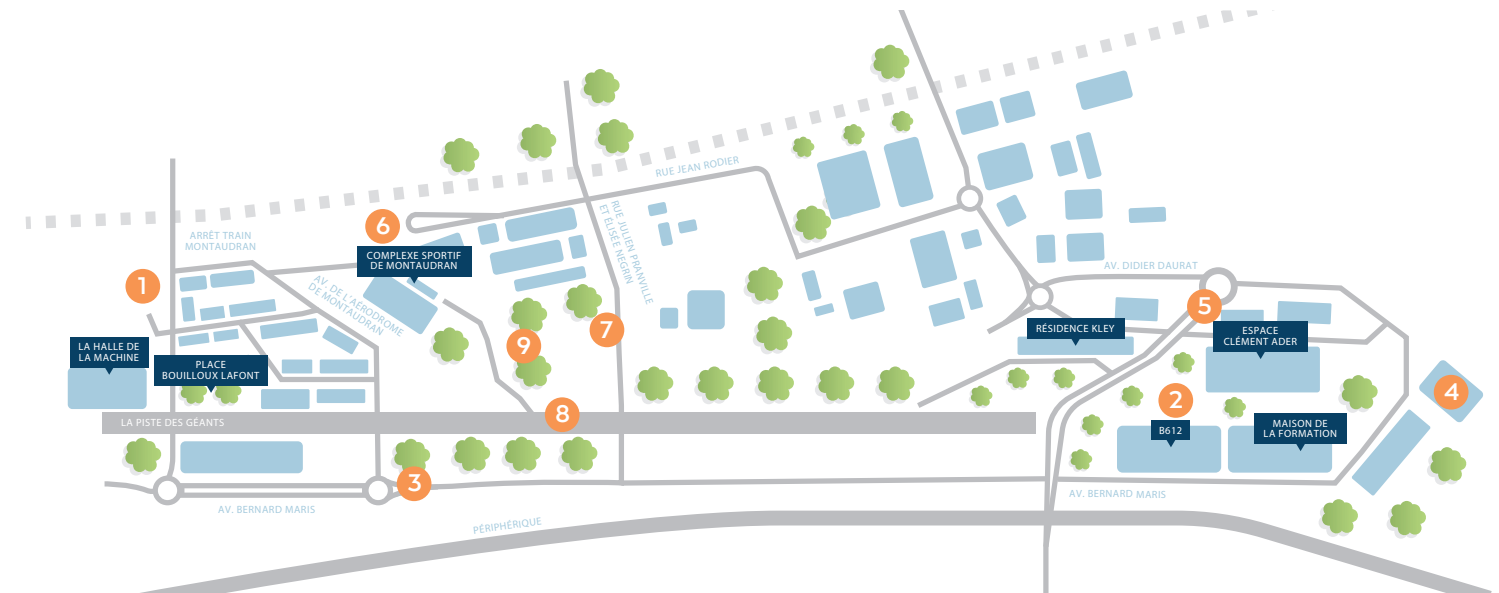 RUE JEAN RODIER
6
ARRÊT TRAIN
MONTAUDRAN
COMPLEXE SPORTIF
DE MONTAUDRAN
RUE JULIEN PRANVILLE
ET ÉLISÉE NÉGRIN
1
AV. DE L'AÉRODROME
DE MONTAUDRAN
AV. DIDIER DAURAT
5
7
9
RÉSIDENCE KLEY
ESPACE
CLÉMENT ADER
LA HALLE DE
LA MACHINE
PLACE
BOUILLOUX LAFONT
4
2
8
LA PISTE DES GÉANTS
B612
MAISON DE
LA FORMATION
3
AV. BERNARD MARIS
AV. BERNARD MARIS
PÉRIPHÉRIQUE